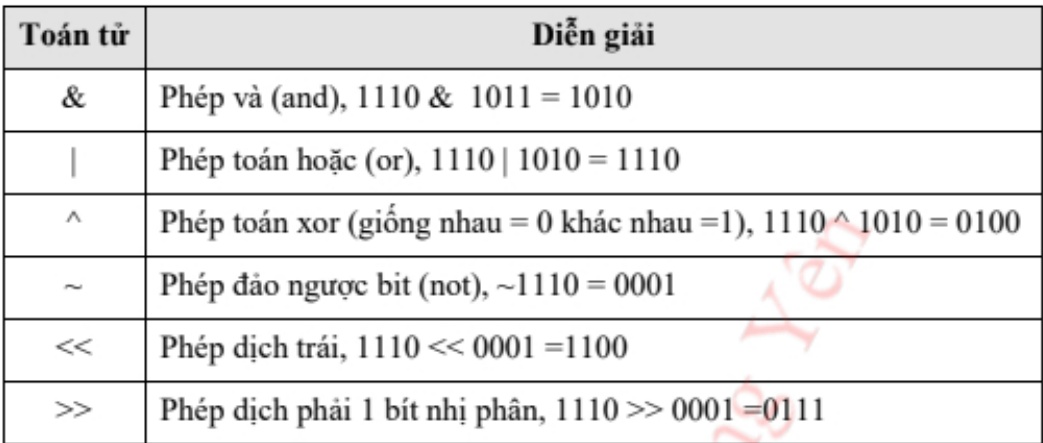 Toán tử Diễn giải
& Phép và (and), 1110 & 1011 = 1010
| Phép toán hoặc (or), 1110 | 1010 = 1110
^ Phép toán xor (giống nhau = 0 khác nhau =1), 1110 ^ 1010 = 0100
~ Phép đảo ngược bit (not), ~1110 = 0001
<< Phép dịch trái, 1110 << 0001 =1100
>> Phép dịch phải 1 bít nhị phân, 1110 >> 0001 =0111
Yên